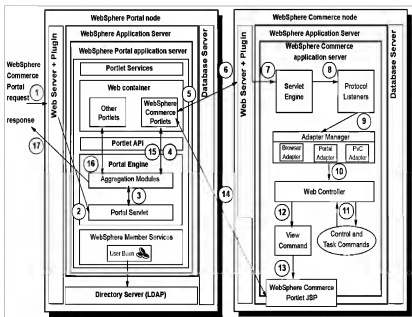 WebSphere Portal node
WebSphere Application Server
WebSphere Portal application server
Portlet Services
Web container
Other
Portlets
WebSphere
Commerce
Portlets
Portlet API
Portal Engine
Aggregation Modules
Portal Servlet
WebSphere Member Services
User Bean
Directory Server (LDAP)
Web Server + Plugin
Database Server
WebSphere
Commerce
Portal
request
response
1
17
2
3
16
15
4
5
6
14
WebSphere Commerce node
WebSphere Application Server
WebSphere Commerce
application server
Web Server + Plugin
Database Server
7
Servlet
Engine
8
Protocol
Listeners
9
Adapter Manager
Browser
Adapter
Portal
Adapter
PvC
Adapter
10
Web Controller
12
11
View
Command
Control and
Task Commands
13
WebSphere Commerce
Portlet JSP